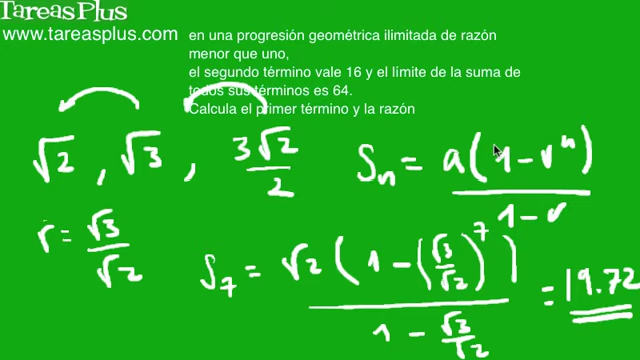 TareasPlus
www.tareasplus.com
en una progresión geométrica ilimitada de razón
menor que uno,
el segundo término vale 16 y el límite de la suma de
todos sus términos es 64.
Calcula el primer término y la razón
√2 , √3 , 3√2/2
Sn = a(1-r^n)/1-r
r = √3/√2
S7 = √2(1-(√3/√2)^7)/1-√3/√2 = 19.72